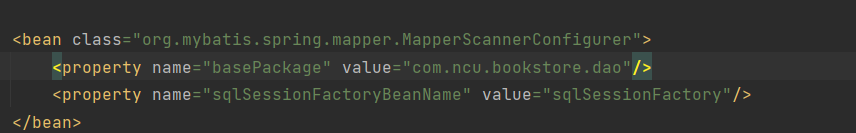 <bean class="org.mybatis.spring.mapper.MapperScannerConfigurer">
<property name="basePackage" value="com.ncu.bookstore.dao"/>
<property name="sqlSessionFactoryBeanName" value="sqlSessionFactory"/>
</bean>